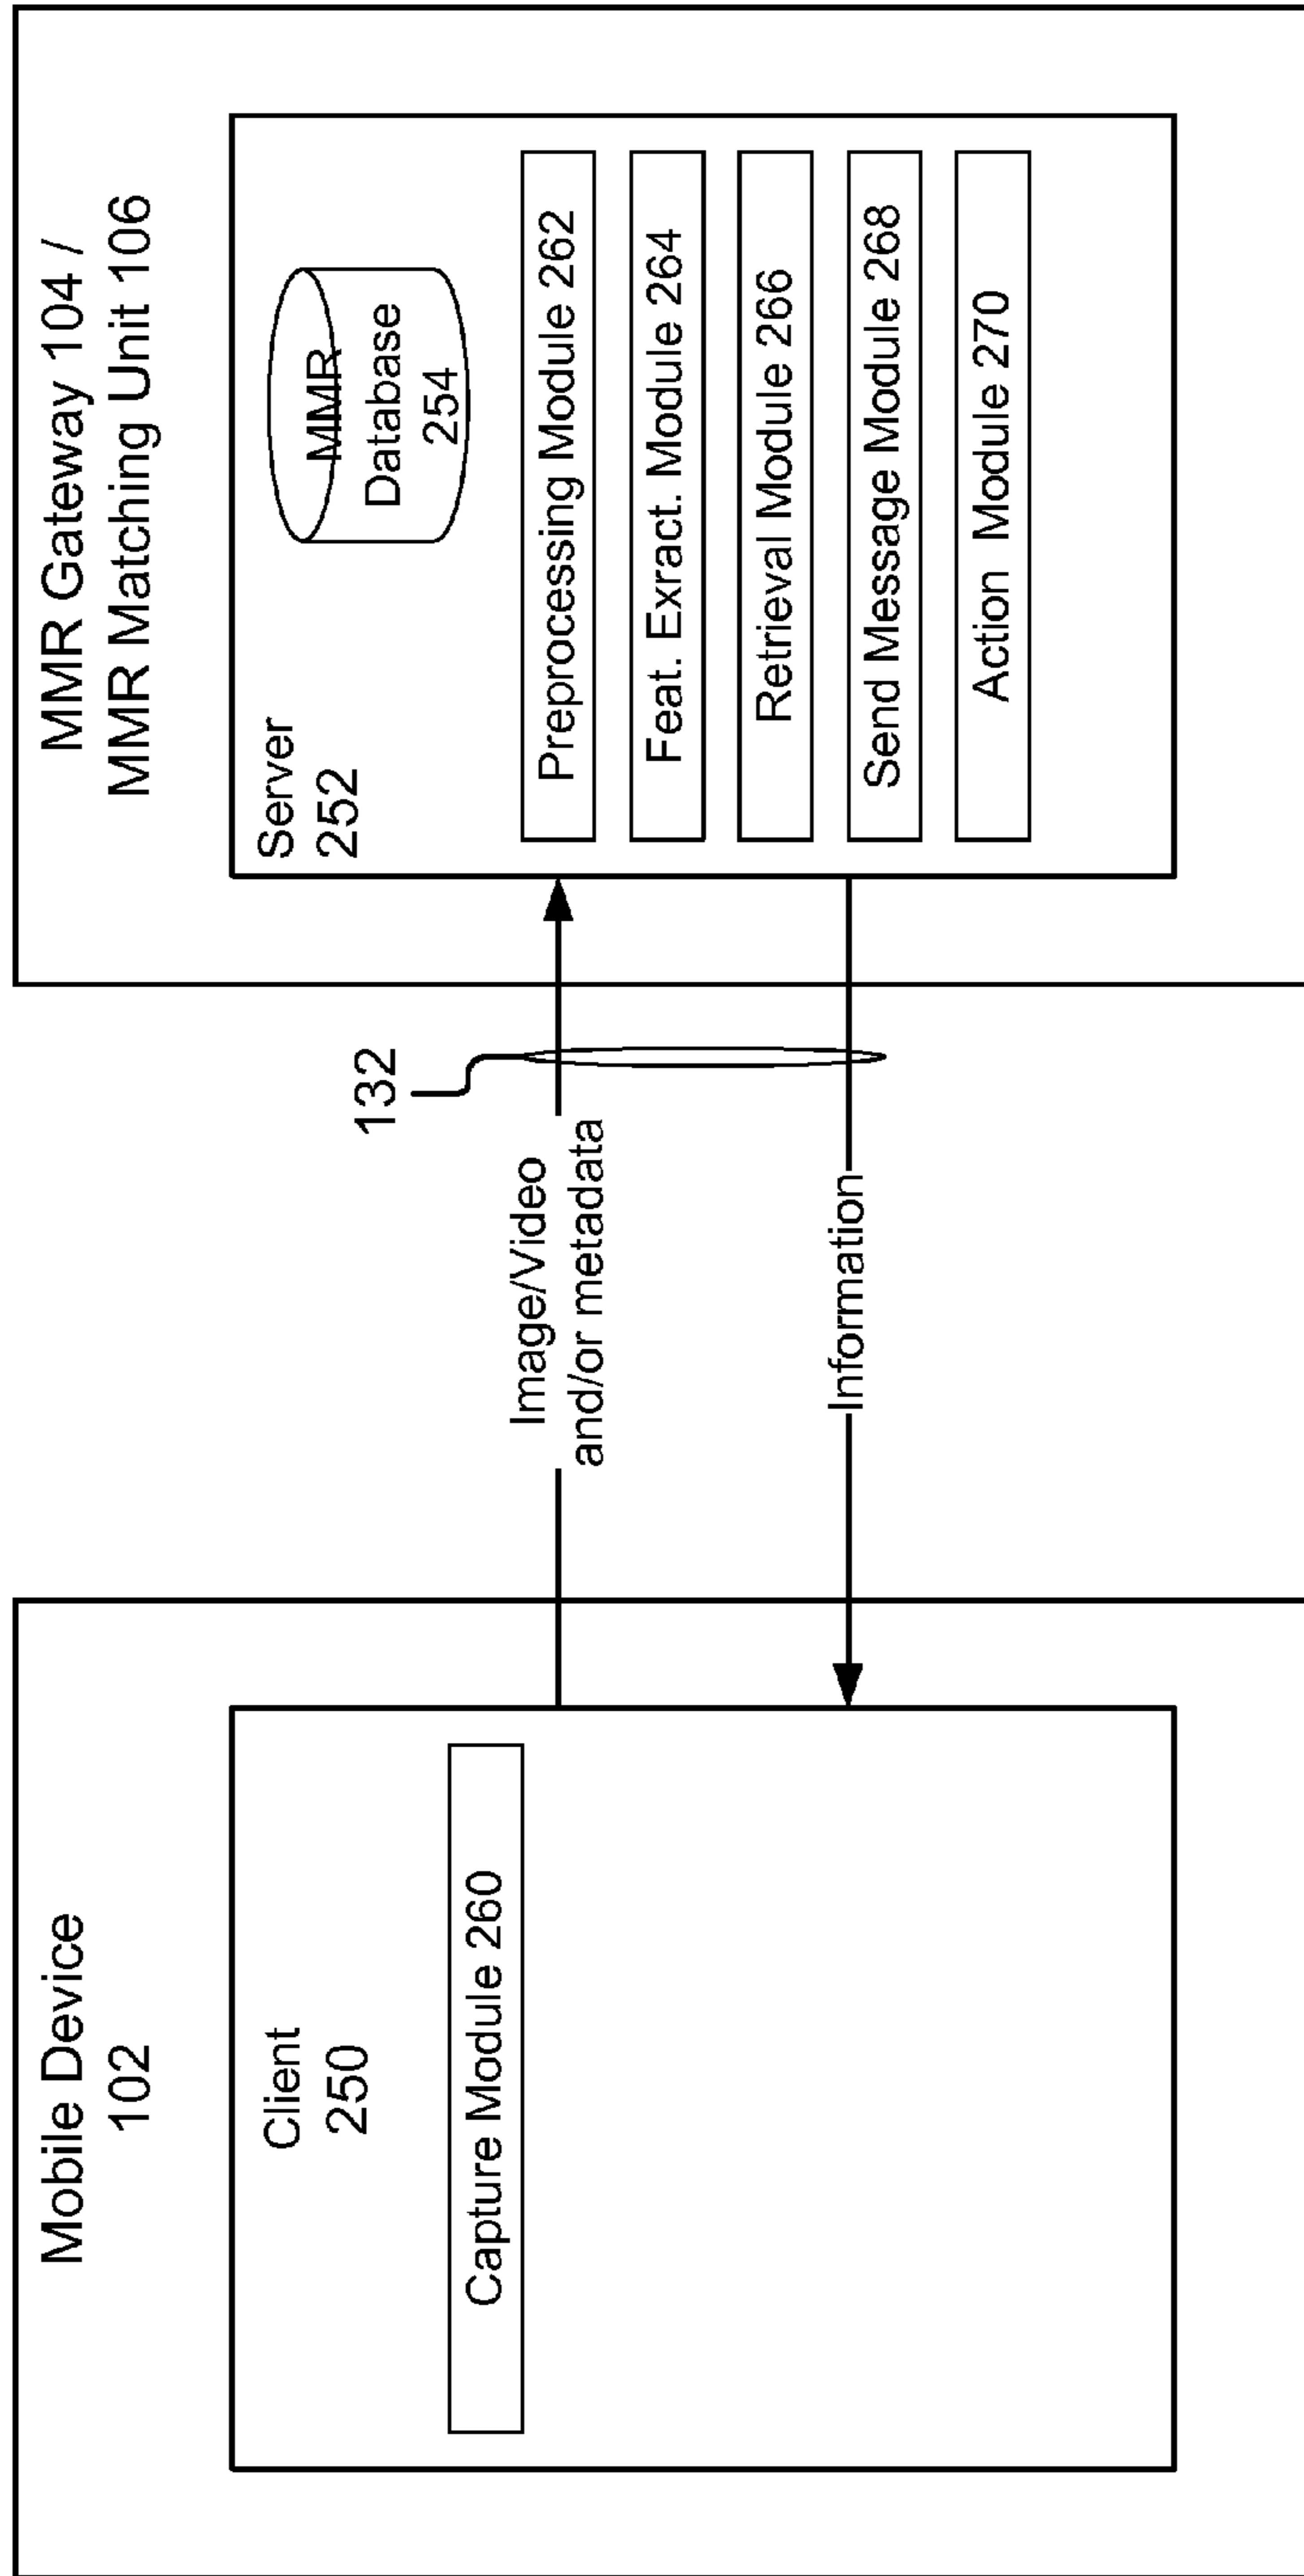 Mobile Device
102
Client
250
Capture Module 260
Image/Video
and/or metadata
Information
132
MMR Gateway 104 /
MMR Matching Unit 106
Server
252
MMR
Database
254
Preprocessing Module 262
Feat. Exract. Module 264
Retrieval Module 266
Send Message Module 268
Action Module 270